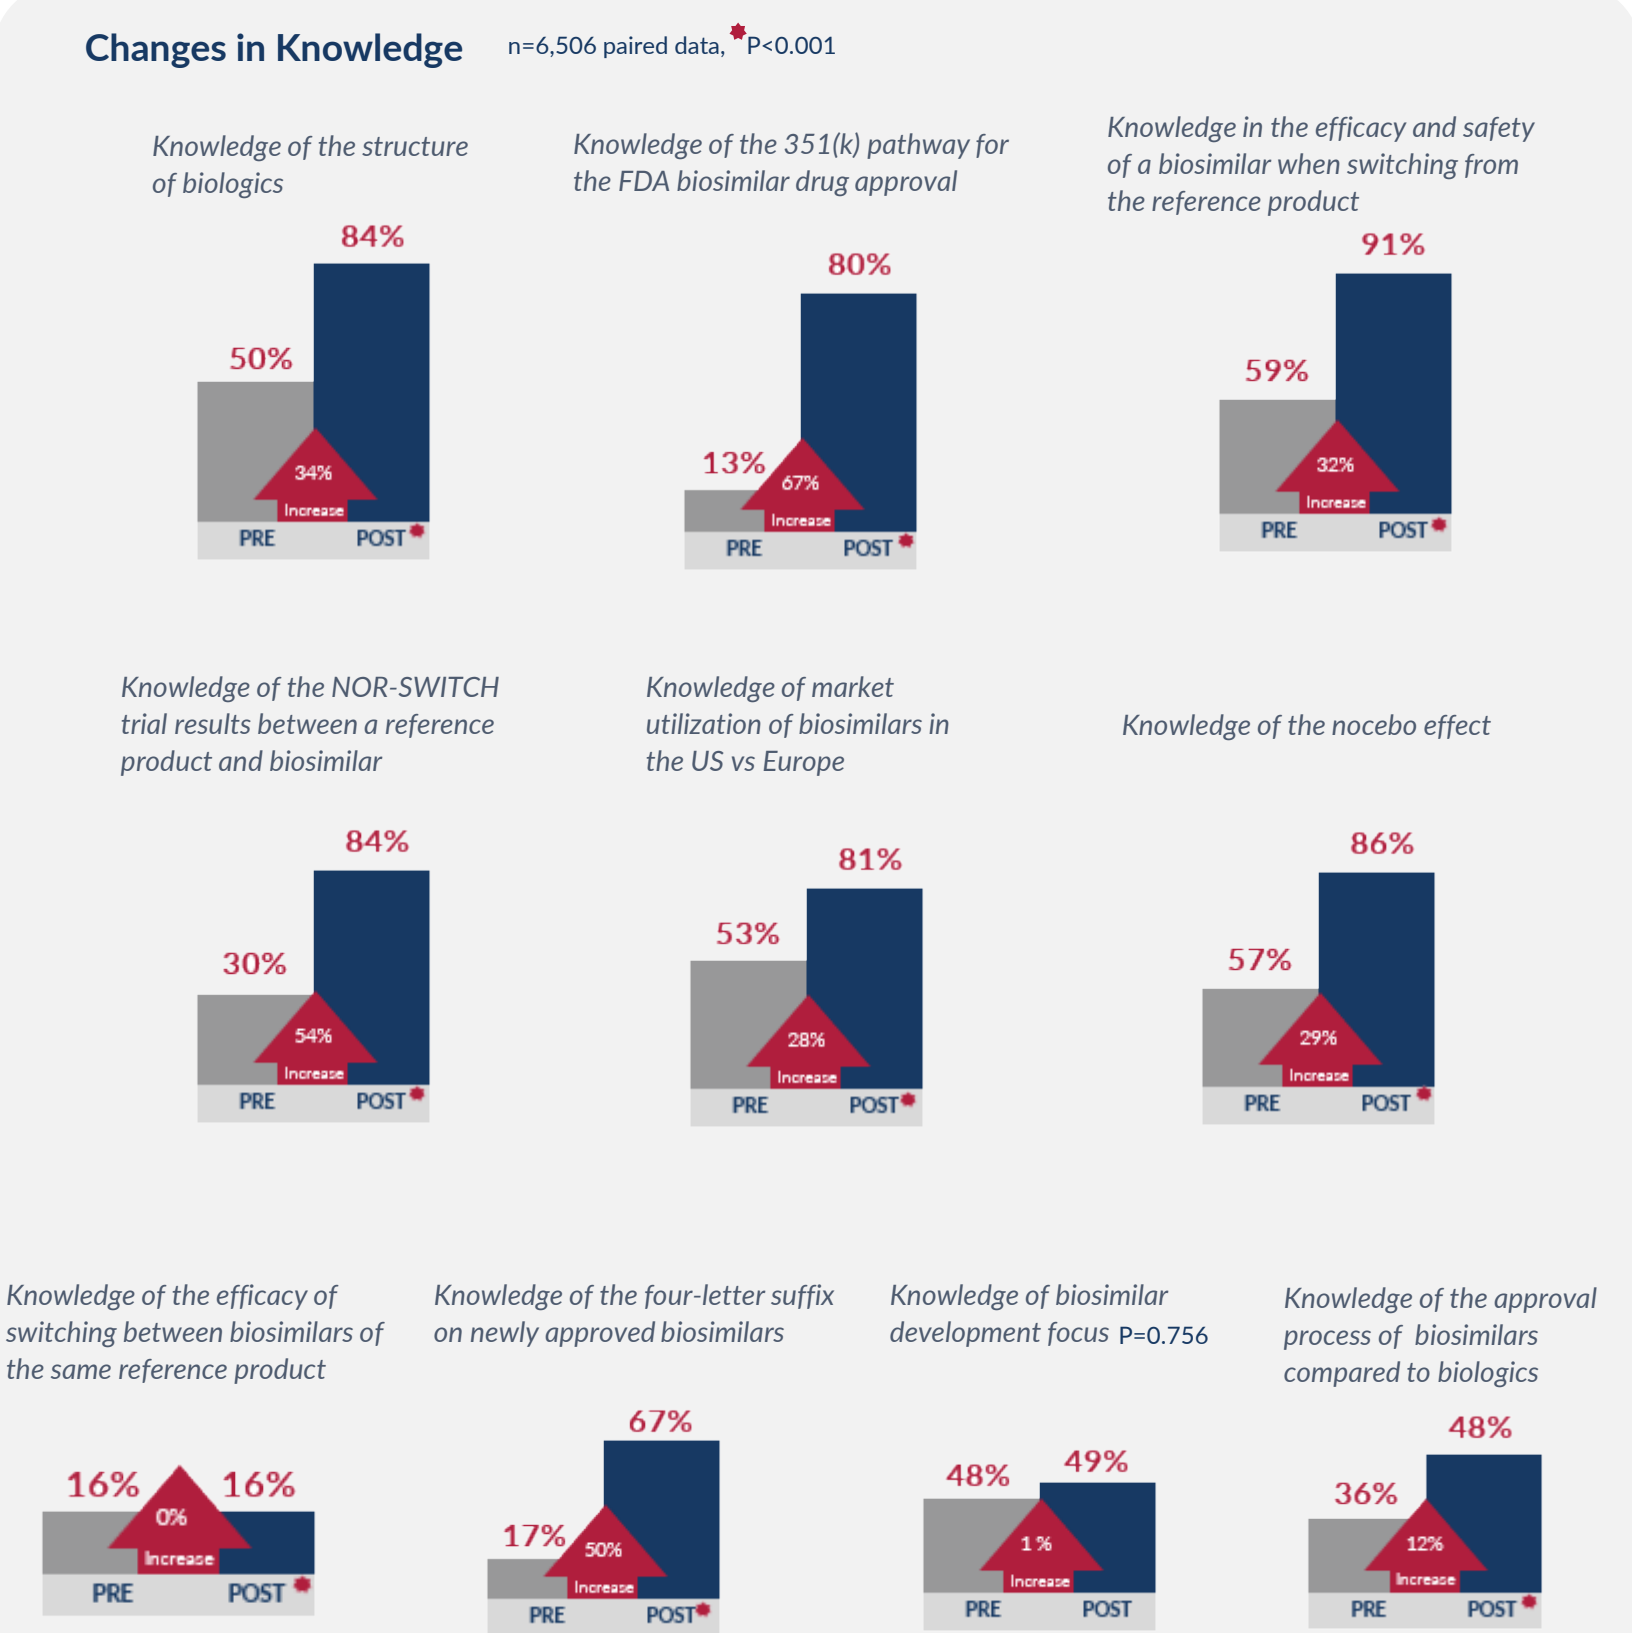 Changes in Knowledge n=6,506 paired data, *P<0.001
Knowledge of the structure
of biologics
84%
50%
34%
Increase
PRE POST*
Knowledge of the 351(k) pathway for
the FDA biosimilar drug approval
80%
13%
67%
Increase
PRE POST*
Knowledge in the efficacy and safety
of a biosimilar when switching from
the reference product
91%
59%
32%
Increase
PRE POST*
Knowledge of the NOR-SWITCH
trial results between a reference
product and biosimilar
84%
30%
54%
Increase
PRE POST*
Knowledge of market
utilization of biosimilars in
the US vs Europe
81%
53%
28%
Increase
PRE POST*
Knowledge of the nocebo effect
86%
57%
29%
Increase
PRE POST*
Knowledge of the efficacy of
switching between biosimilars of
the same reference product
16% 16%
0%
Increase
PRE POST*
Knowledge of the four-letter suffix
on newly approved biosimilars
67%
17%
50%
Increase
PRE POST*
Knowledge of biosimilar
development focus P=0.756
49%
48%
1 %
Increase
PRE POST
Knowledge of the approval
process of biosimilars
compared to biologics
48%
36%
12%
Increase
PRE POST*